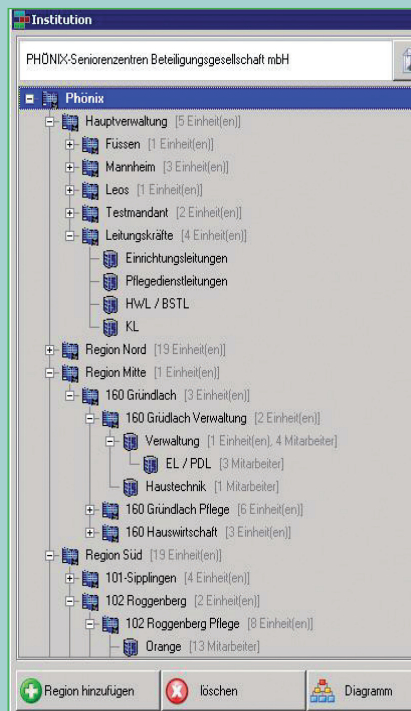 Institution
PHÖNIX-Seniorenzentren Beteiligungsgesellschaft mbH
Phönix
Hauptverwaltung [5 Einheit(en)]
Füssen [1 Einheit(en)]
Mannheim [3 Einheit(en)]
Leos [1 Einheit(en)]
Testmandant [2 Einheit(en)]
Leitungskräfte [4 Einheit(en)]
Einrichtungsleitungen
Pflegedienstleitungen
HWL / BSTL
KL
Region Nord [19 Einheit(en)]
Region Mitte [1 Einheit(en)]
160 Gründlach [3 Einheit(en)]
160 Grüdlach Verwaltung [2 Einheit(en)]
Verwaltung [1 Einheit(en), 4 Mitarbeiter]
EL / PDL [3 Mitarbeiter]
Haustechnik [1 Mitarbeiter]
160 Gründlach Pflege [6 Einheit(en)]
160 Hauswirtschaft [3 Einheit(en)]
Region Süd [19 Einheit(en)]
101-Sipplingen [4 Einheit(en)]
102 Roggenberg [2 Einheit(en)]
102 Roggenberg Pflege [8 Einheit(en)]
Orange [13 Mitarbeiter]
Region hinzufügen löschen Diagramm